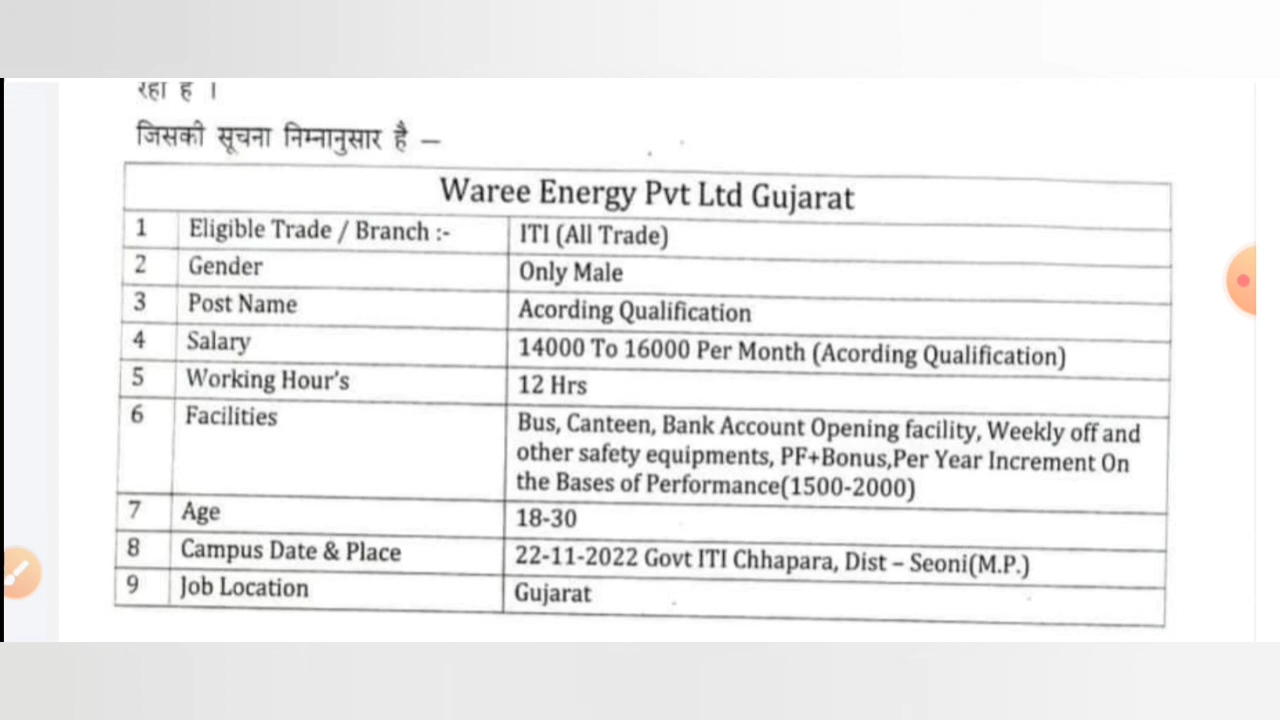 रहा है ।
जिसकी सूचना निम्नानुसार है –
Waree Energy Pvt Ltd Gujarat
1 Eligible Trade / Branch :- ITI (All Trade)
2 Gender Only Male
3 Post Name Acording Qualification
4 Salary 14000 To 16000 Per Month (Acording Qualification)
5 Working Hour's 12 Hrs
6 Facilities Bus, Canteen, Bank Account Opening facility, Weekly off and
other safety equipments, PF+Bonus,Per Year Increment On
the Bases of Performance(1500-2000)
7 Age 18-30
8 Campus Date & Place 22-11-2022 Govt ITI Chhapara, Dist – Seoni(M.P.)
9 Job Location Gujarat